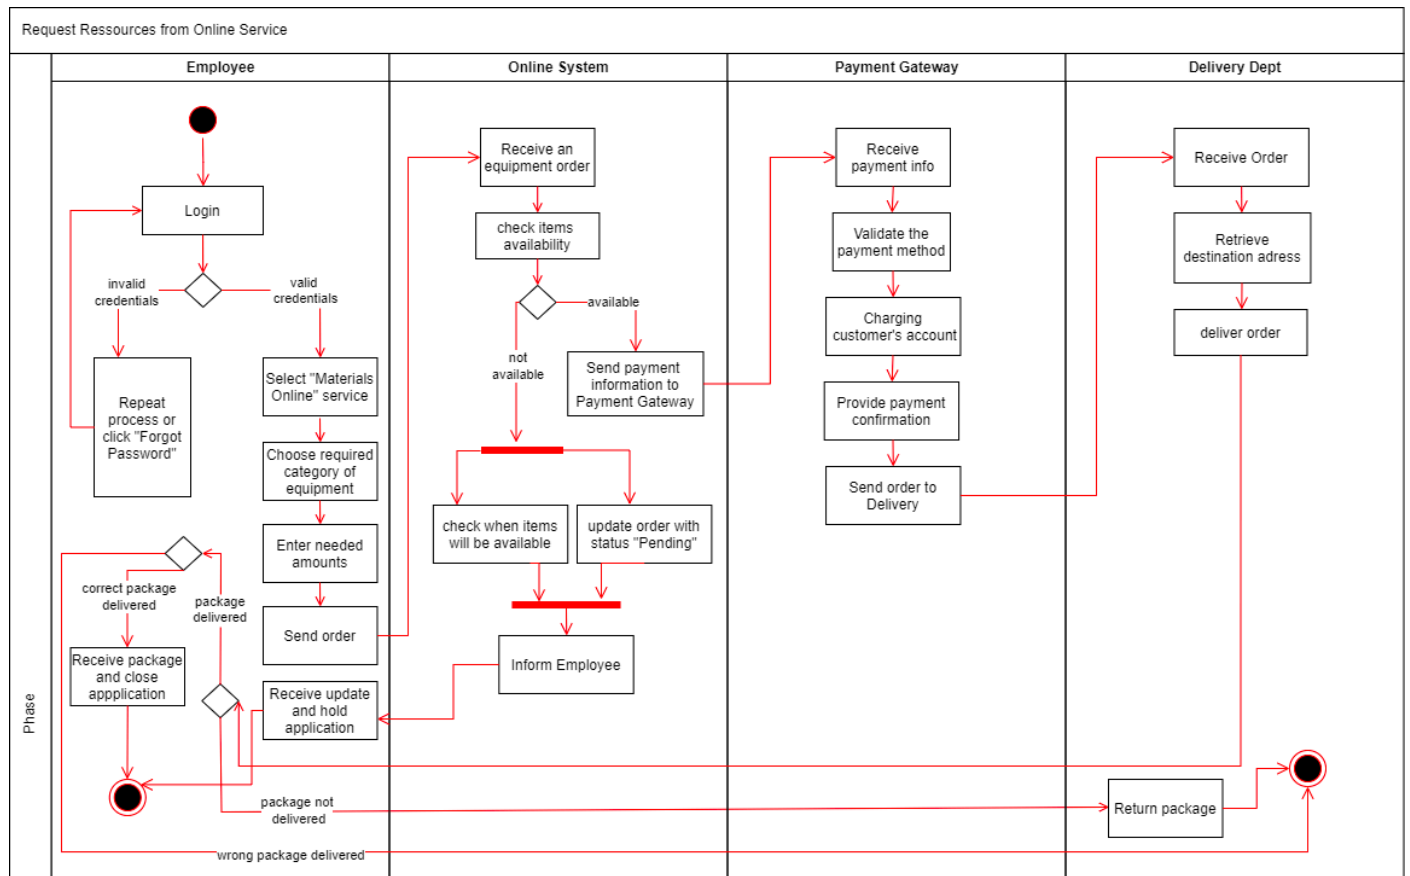 Request Ressources from Online Service
Phase
Employee
Online System
Payment Gateway
Delivery Dept
Login
invalid
credentials
valid
credentials
Repeat
process or
click "Forgot
Password"
Select "Materials
Online" service
Choose required
category of
equipment
Enter needed
amounts
Send order
correct package
delivered
package
delivered
Receive package
and close
appplication
Receive update
and hold
application
package not
delivered
wrong package delivered
Receive an
equipment order
check items
availability
available
not
available
Send payment
information to
Payment Gateway
check when items
will be available
update order with
status "Pending"
Inform Employee
Receive
payment info
Validate the
payment method
Charging
customer's account
Provide payment
confirmation
Send order to
Delivery
Receive Order
Retrieve
destination adress
deliver order
Return package